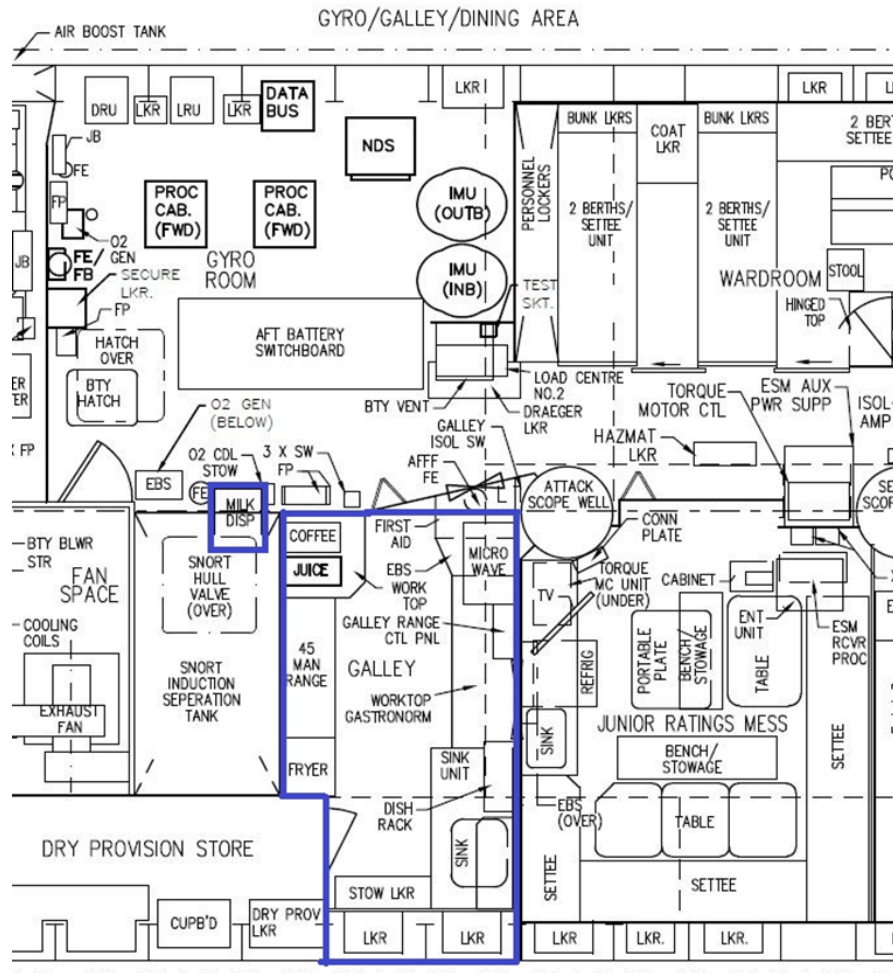 GYRO/GALLEY/DINING AREA
AIR BOOST TANK
DRU
LKR
LRU
LKR
DATA
BUS
LKR
LKR
NDS
JB
FE
FP
PROC
CAB.
(FWD)
PROC
CAB.
(FWD)
IMU
(OUTB)
IMU
(INB)
O2
GEN
FE/
FB
JB
GYRO
ROOM
SECURE
LKR.
FP
HATCH
OVER
BTY
HATCH
AFT BATTERY
SWITCHBOARD
TEST
SKT.
PERSONNEL
LOCKERS
BUNK LKRS
COAT
LKR
BUNK LKRS
2 BERTHS/
SETTEE
UNIT
2 BERTHS/
SETTEE
UNIT
2 BERT
SETTEE
WARDROOM
STOOL
HINGED
TOP
BTY VENT
LOAD CENTRE
NO.2
DRAEGER
LKR
GALLEY
ISOL SW
AFFF
FE
TORQUE
MOTOR CTL
ESM AUX
PWR SUPP
ISOL-
AMP
HAZMAT
LKR
O2 GEN
(BELOW)
O2 CDL
STOW
3 X SW
FP
EBS
FE
MILK
DISP
X FP
ATTACK
SCOPE WELL
CONN
PLATE
BTY BLWR
STR
FAN
SPACE
COOLING
COILS
EXHAUST
FAN
SNORT
HULL
VALVE
(OVER)
SNORT
INDUCTION
SEPERATION
TANK
COFFEE
JUICE
FIRST
AID
EBS
WORK
TOP
MICRO
WAVE
GALLEY RANGE
CTL PNL
45
MAN
RANGE
GALLEY
WORKTOP
GASTRONORM
FRYER
SINK
UNIT
DISH
RACK
SINK
STOW LKR
LKR
LKR
TV
TORQUE
MC UNIT
(UNDER)
CABINET
REFRIG
SINK
PORTABLE
PLATE
BENCH/
STOWAGE
TABLE
ENT
UNIT
ESM
RCVR
PROC
JUNIOR RATINGS MESS
BENCH/
STOWAGE
SETTEE
EBS
(OVER)
TABLE
SETTEE
SETTEE
LKR
LKR.
LKR.
DRY PROVISION STORE
CUPB'D
DRY PROV
LKR